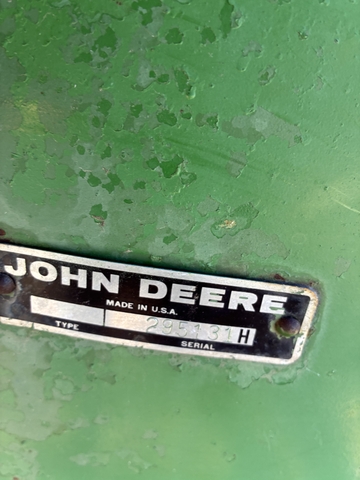 JOHN DEERE
MADE IN U.S.A.
295131H
TYPE
SERIAL